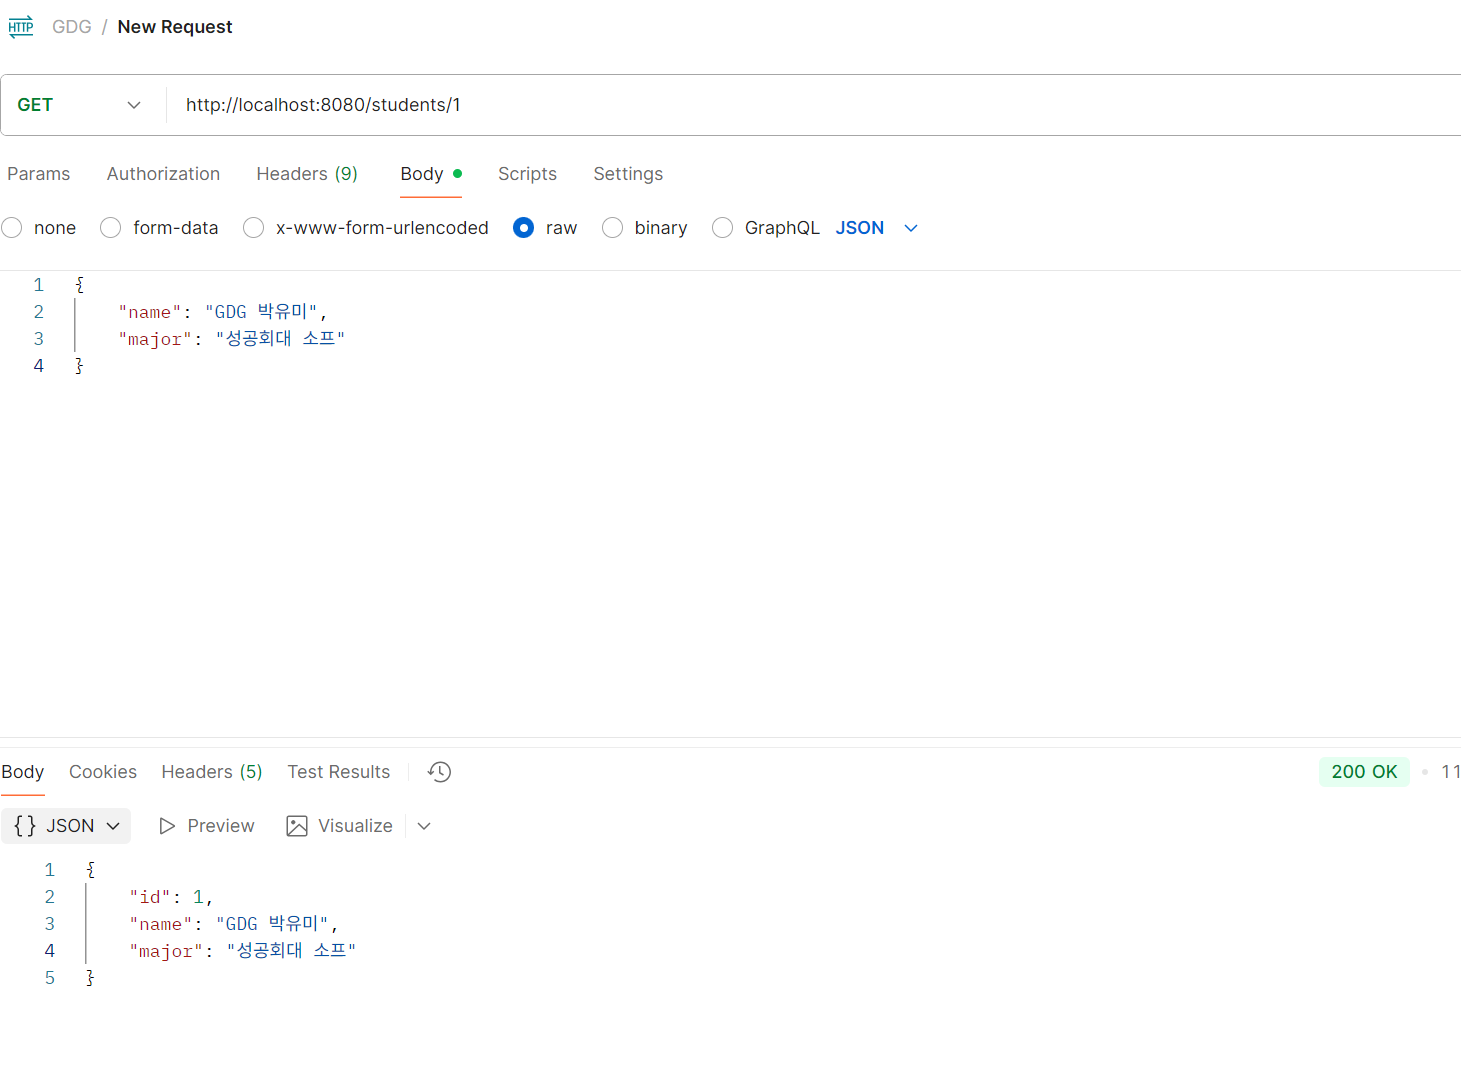 HTTP GDG / New Request
GET http://localhost:8080/students/1
Params Authorization Headers (9) Body Scripts Settings
none form-data x-www-form-urlencoded raw binary GraphQL JSON
1 {
2 "name": "GDG 박유미",
3 "major": "성공회대 소프"
4 }
Body Cookies Headers (5) Test Results 200 OK • 11
{} JSON Preview Visualize
1 {
2 "id": 1,
3 "name": "GDG 박유미",
4 "major": "성공회대 소프"
5 }